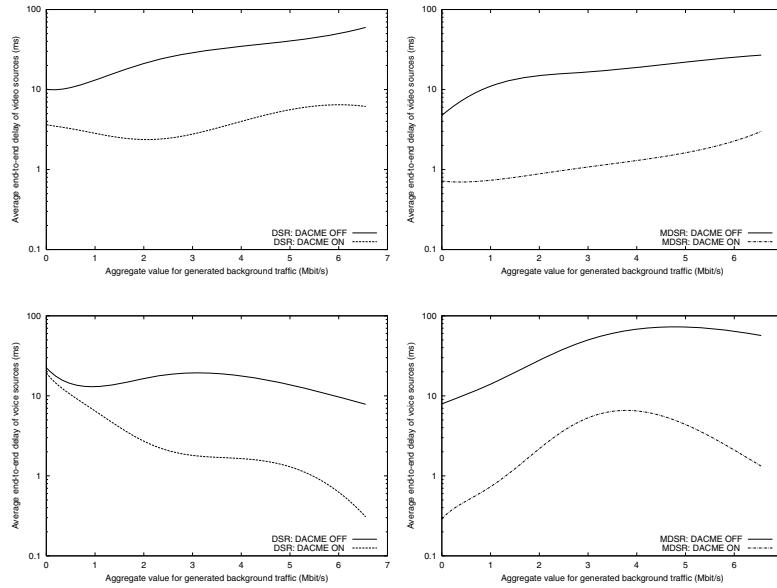 Average end-to-end delay of video sources (ms)
100
10
1
0.1
0 1 2 3 4 5 6 7
Aggregate value for generated background traffic (Mbit/s)
DSR: DACME OFF
DSR: DACME ON
Average end-to-end delay of video sources (ms)
100
10
1
0.1
0 1 2 3 4 5 6
Aggregate value for generated background traffic (Mbit/s)
MDSR: DACME OFF
MDSR: DACME ON
Average end-to-end delay of voice sources (ms)
100
10
1
0.1
0 1 2 3 4 5 6 7
Aggregate value for generated background traffic (Mbit/s)
DSR: DACME OFF
DSR: DACME ON
Average end-to-end delay of voice sources (ms)
100
10
1
0.1
0 1 2 3 4 5 6
Aggregate value for generated background traffic (Mbit/s)
MDSR: DACME OFF
MDSR: DACME ON